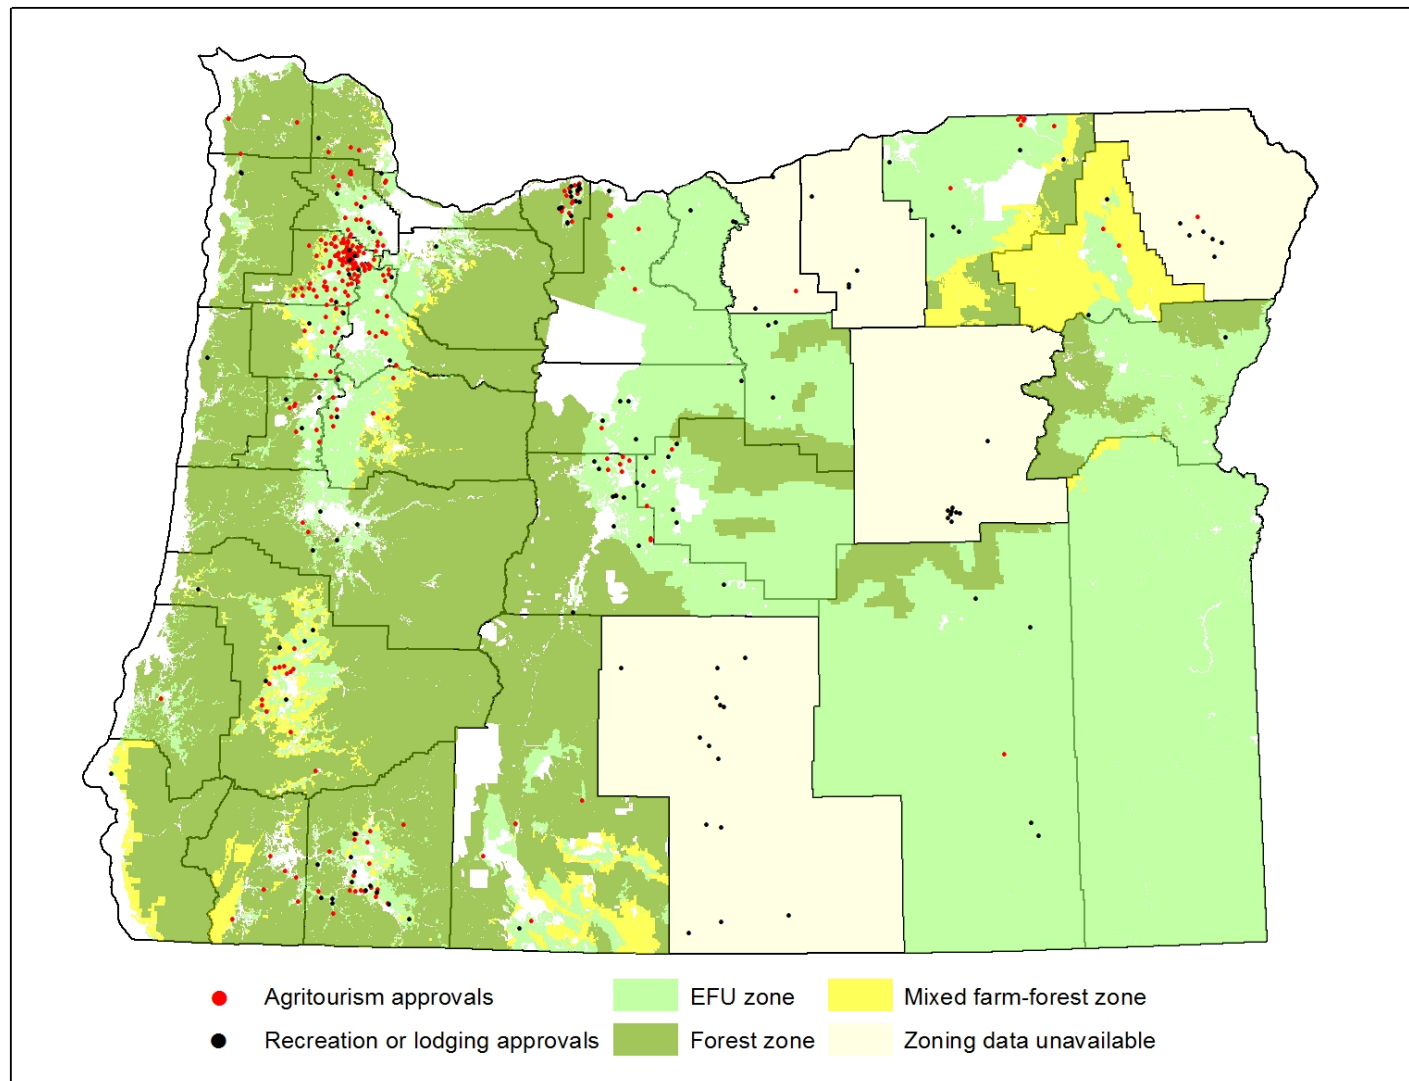 Agritourism approvals
EFU zone
Mixed farm-forest zone
Recreation or lodging approvals
Forest zone
Zoning data unavailable